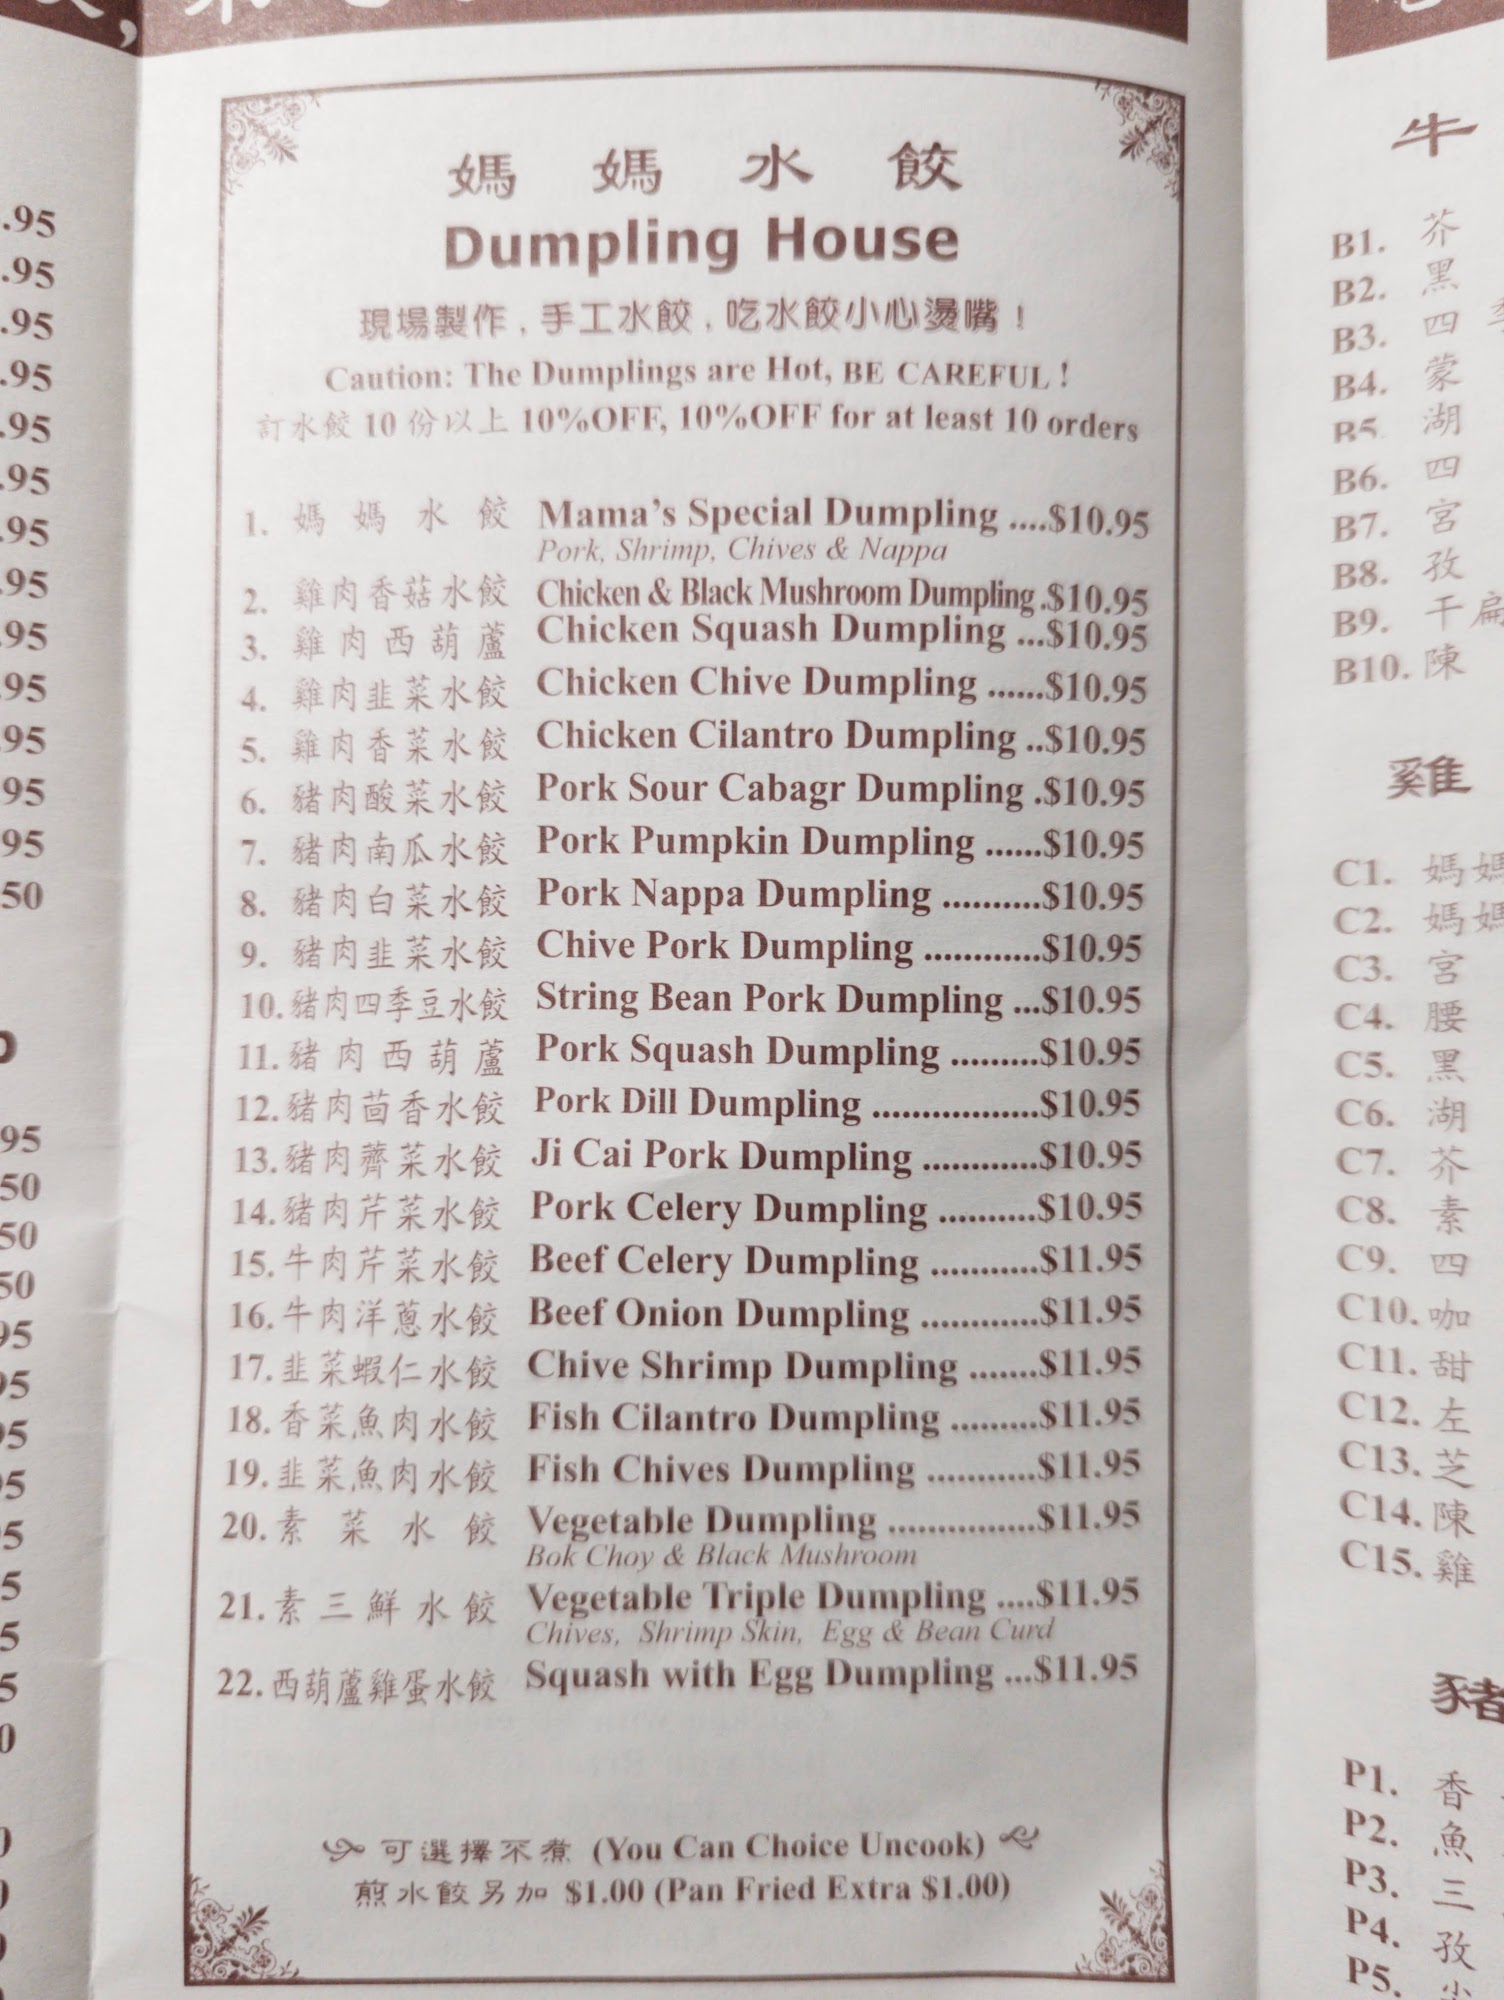 媽媽水餃
Dumpling House
現場製作，手工水餃，吃水餃小心燙嘴！
Caution: The Dumplings are Hot, BE CAREFUL !
訂水餃 10 份以上 10%OFF, 10%OFF for at least 10 orders
1. 媽媽水餃 Mama's Special Dumpling ....$10.95
Pork, Shrimp, Chives & Nappa
2. 雞肉香菇水餃 Chicken & Black Mushroom Dumpling .$10.95
3. 雞肉西葫蘆 Chicken Squash Dumpling ...$10.95
4. 雞肉韭菜水餃 Chicken Chive Dumpling ......$10.95
5. 雞肉香菜水餃 Chicken Cilantro Dumpling ..$10.95
6. 豬肉酸菜水餃 Pork Sour Cabagr Dumpling .$10.95
7. 豬肉南瓜水餃 Pork Pumpkin Dumpling ......$10.95
8. 豬肉白菜水餃 Pork Nappa Dumpling ..........$10.95
9. 豬肉韭菜水餃 Chive Pork Dumpling ............$10.95
10. 豬肉四季豆水餃 String Bean Pork Dumpling ...$10.95
11. 豬肉西葫蘆 Pork Squash Dumpling .........$10.95
12. 豬肉茴香水餃 Pork Dill Dumpling .................$10.95
13. 豬肉薺菜水餃 Ji Cai Pork Dumpling ............$10.95
14. 豬肉芹菜水餃 Pork Celery Dumpling ..........$10.95
15. 牛肉芹菜水餃 Beef Celery Dumpling ...........$11.95
16. 牛肉洋蔥水餃 Beef Onion Dumpling ............$11.95
17. 韭菜蝦仁水餃 Chive Shrimp Dumpling .......$11.95
18. 香菜魚肉水餃 Fish Cilantro Dumpling .........$11.95
19. 韭菜魚肉水餃 Fish Chives Dumpling ...........$11.95
20. 素菜水餃 Vegetable Dumpling ...............$11.95
Bok Choy & Black Mushroom
21. 素三鮮水餃 Vegetable Triple Dumpling ....$11.95
Chives, Shrimp Skin, Egg & Bean Curd
22. 西葫蘆雞蛋水餃 Squash with Egg Dumpling ...$11.95
可選擇不煮 (You Can Choice Uncook)
煎水餃另加 $1.00 (Pan Fried Extra $1.00)
牛
B1. 芥
B2. 黑
B3. 四
B4. 蒙
B5. 湖
B6. 四
B7. 宮
B8. 孜
B9. 干扁
B10. 陳
雞
C1. 媽媽
C2. 媽媽
C3. 宮
C4. 腰
C5. 黑
C6. 湖
C7. 芥
C8. 素
C9. 四
C10. 咖
C11. 甜
C12. 左
C13. 芝
C14. 陳
C15. 雞
豬
P1. 香
P2. 魚
P3. 三
P4. 孜
P5.